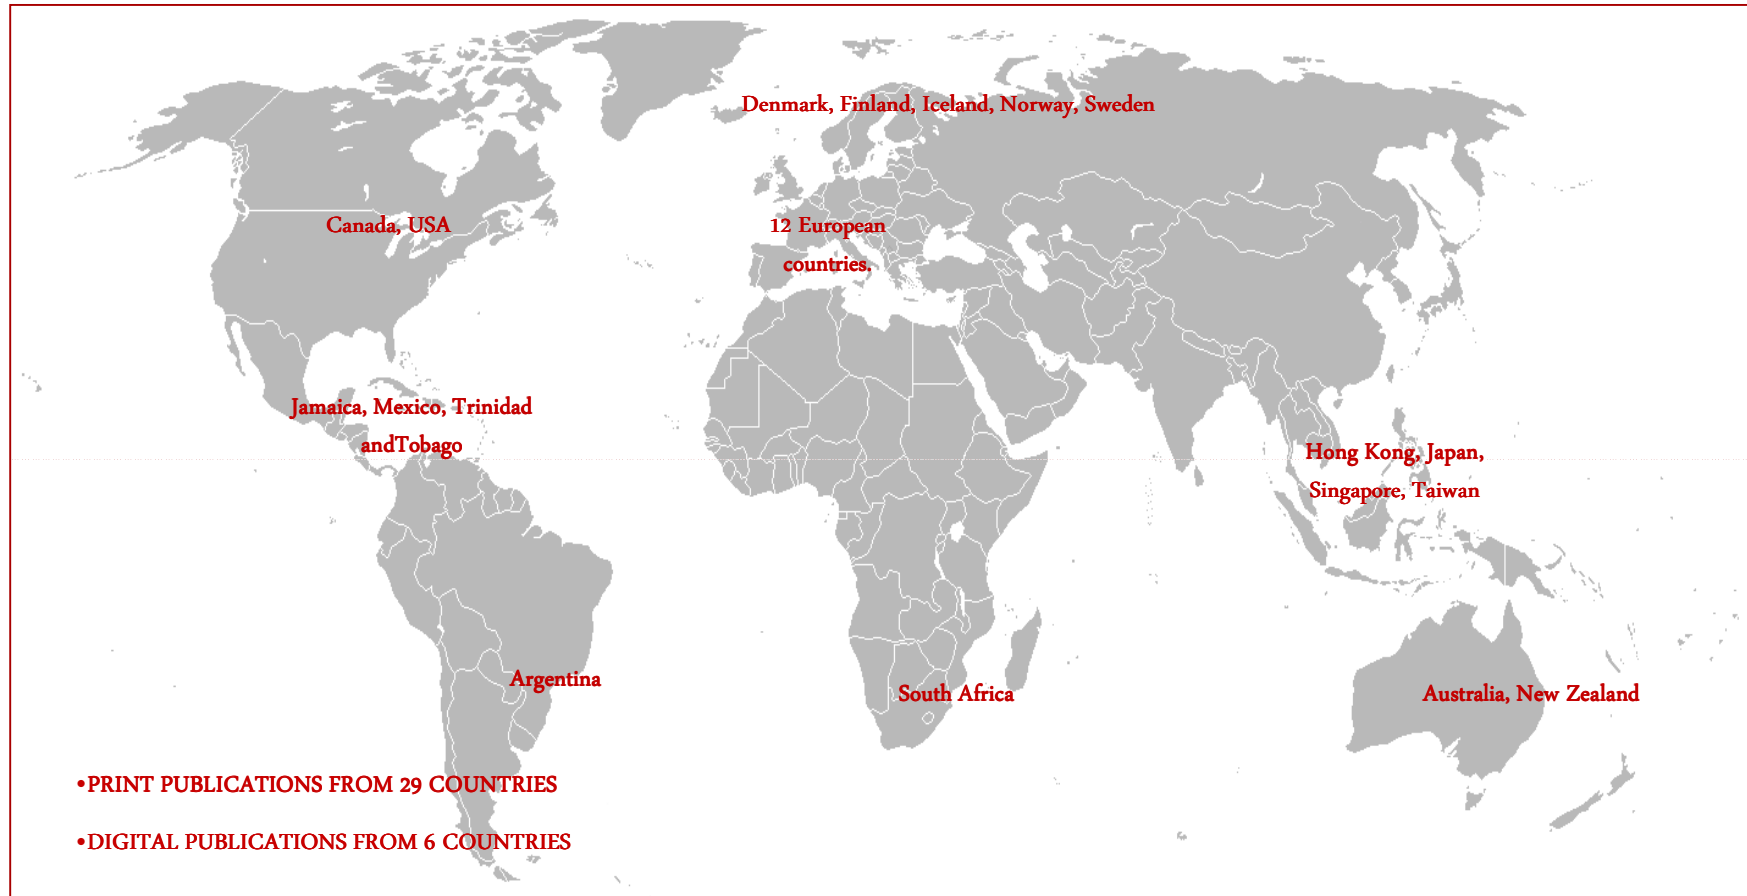 Denmark, Finland, Iceland, Norway, Sweden
Canada, USA
12 European
countries.
Jamaica, Mexico, Trinidad
andTobago
Hong Kong, Japan,
Singapore, Taiwan
Argentina
South Africa
Australia, New Zealand
•PRINT PUBLICATIONS FROM 29 COUNTRIES
•DIGITAL PUBLICATIONS FROM 6 COUNTRIES